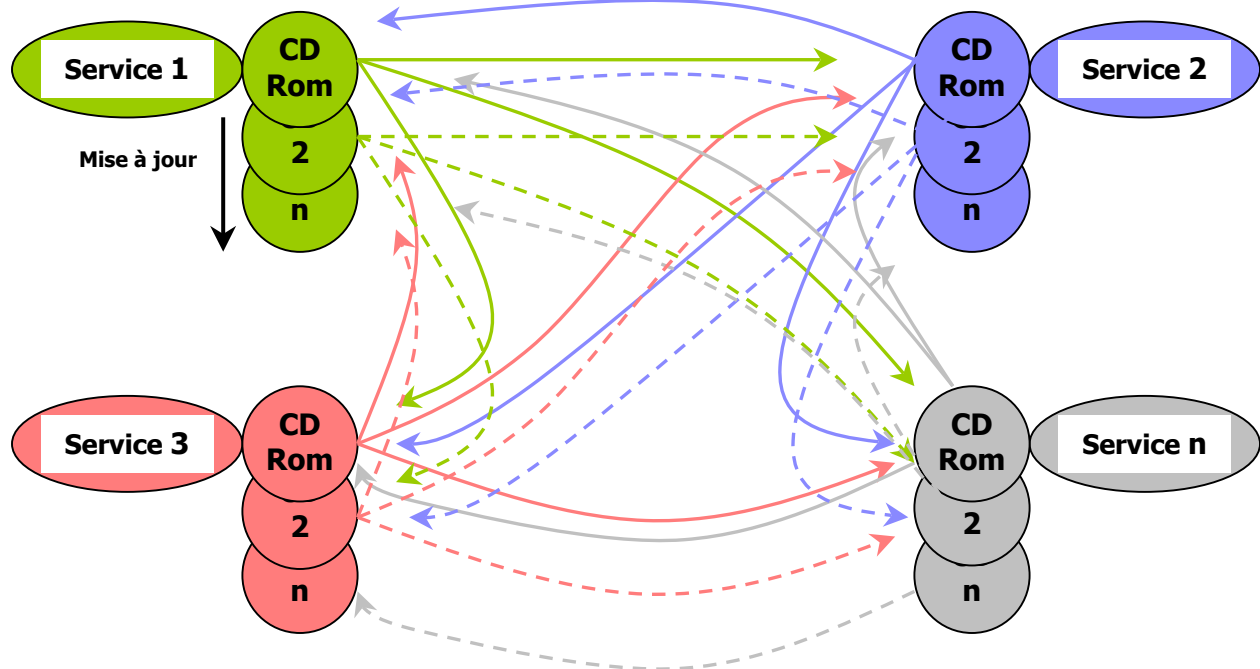 Service 1
CD
Rom
2
n
Mise à jour
CD
Rom
2
n
Service 2
Service 3
CD
Rom
2
n
CD
Rom
2
n
Service n